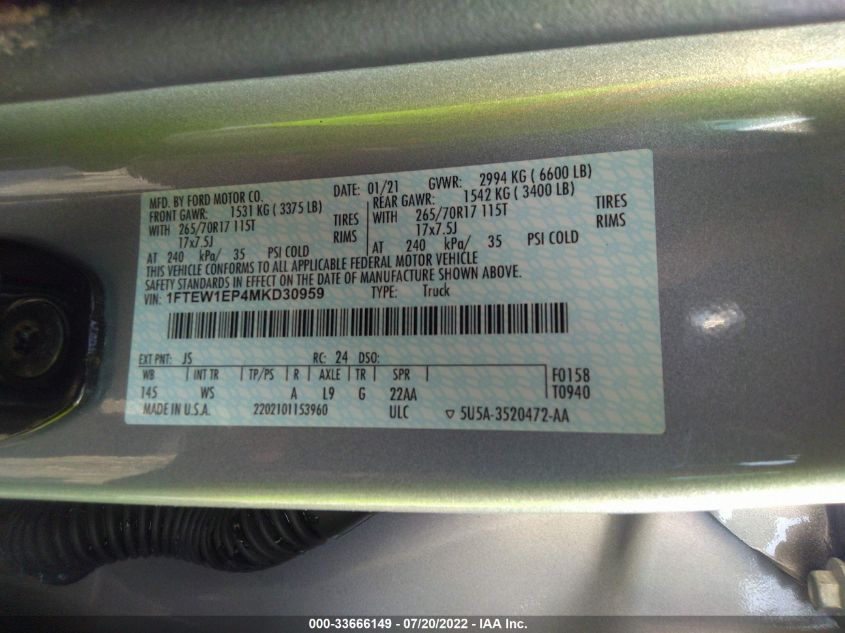 MFD. BY FORD MOTOR CO. DATE: 01/21 GVWR: 2994 KG ( 6600 LB)
FRONT GAWR: 1531 KG ( 3375 LB) REAR GAWR: 1542 KG ( 3400 LB)
WITH 265/70R17 115T TIRES WITH 265/70R17 115T TIRES
17x7.5J RIMS 17x7.5J RIMS
AT 240 kPa/ 35 PSI COLD AT 240 kPa/ 35 PSI COLD
THIS VEHICLE CONFORMS TO ALL APPLICABLE FEDERAL MOTOR VEHICLE
SAFETY STANDARDS IN EFFECT ON THE DATE OF MANUFACTURE SHOWN ABOVE.
VIN: 1FTEW1EP4MKD30959 TYPE: Truck
EXT PNT: JS RC: 24 DSO:
WB INT TR TP/PS R AXLE TR SPR F0158
145 WS A L9 G 22AA T0940
MADE IN U.S.A. 2202101153960 ULC 5U5A-3520472-AA
000-33666149 - 07/20/2022 - IAA Inc.